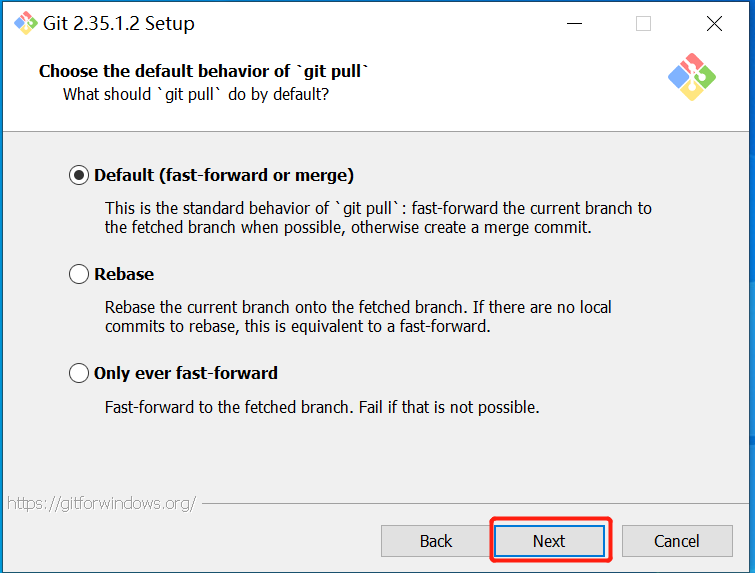 Git 2.35.1.2 Setup
Choose the default behavior of `git pull`
What should `git pull` do by default?
Default (fast-forward or merge)
This is the standard behavior of `git pull`: fast-forward the current branch to
the fetched branch when possible, otherwise create a merge commit.
Rebase
Rebase the current branch onto the fetched branch. If there are no local
commits to rebase, this is equivalent to a fast-forward.
Only ever fast-forward
Fast-forward to the fetched branch. Fail if that is not possible.
https://gitforwindows.org/
Back Next Cancel